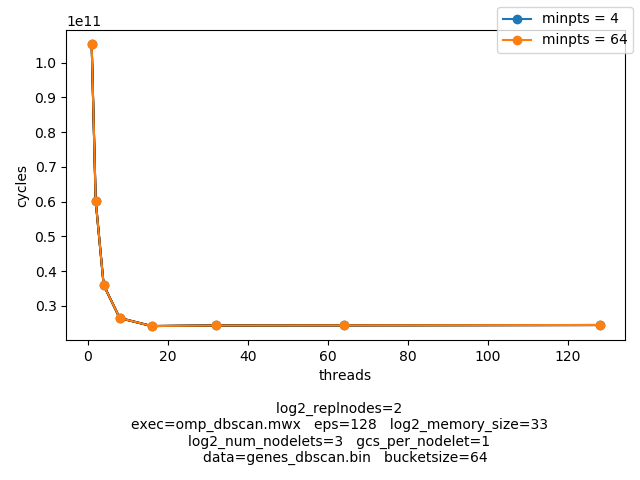 1e11
minpts = 4
minpts = 64
1.0
0.9
0.8
0.7
0.6
0.5
0.4
0.3
cycles
0 20 40 60 80 100 120
threads
log2_replnodes=2
exec=omp_dbscan.mwx eps=128 log2_memory_size=33
log2_num_nodelets=3 gcs_per_nodelet=1
data=genes_dbscan.bin bucketsize=64